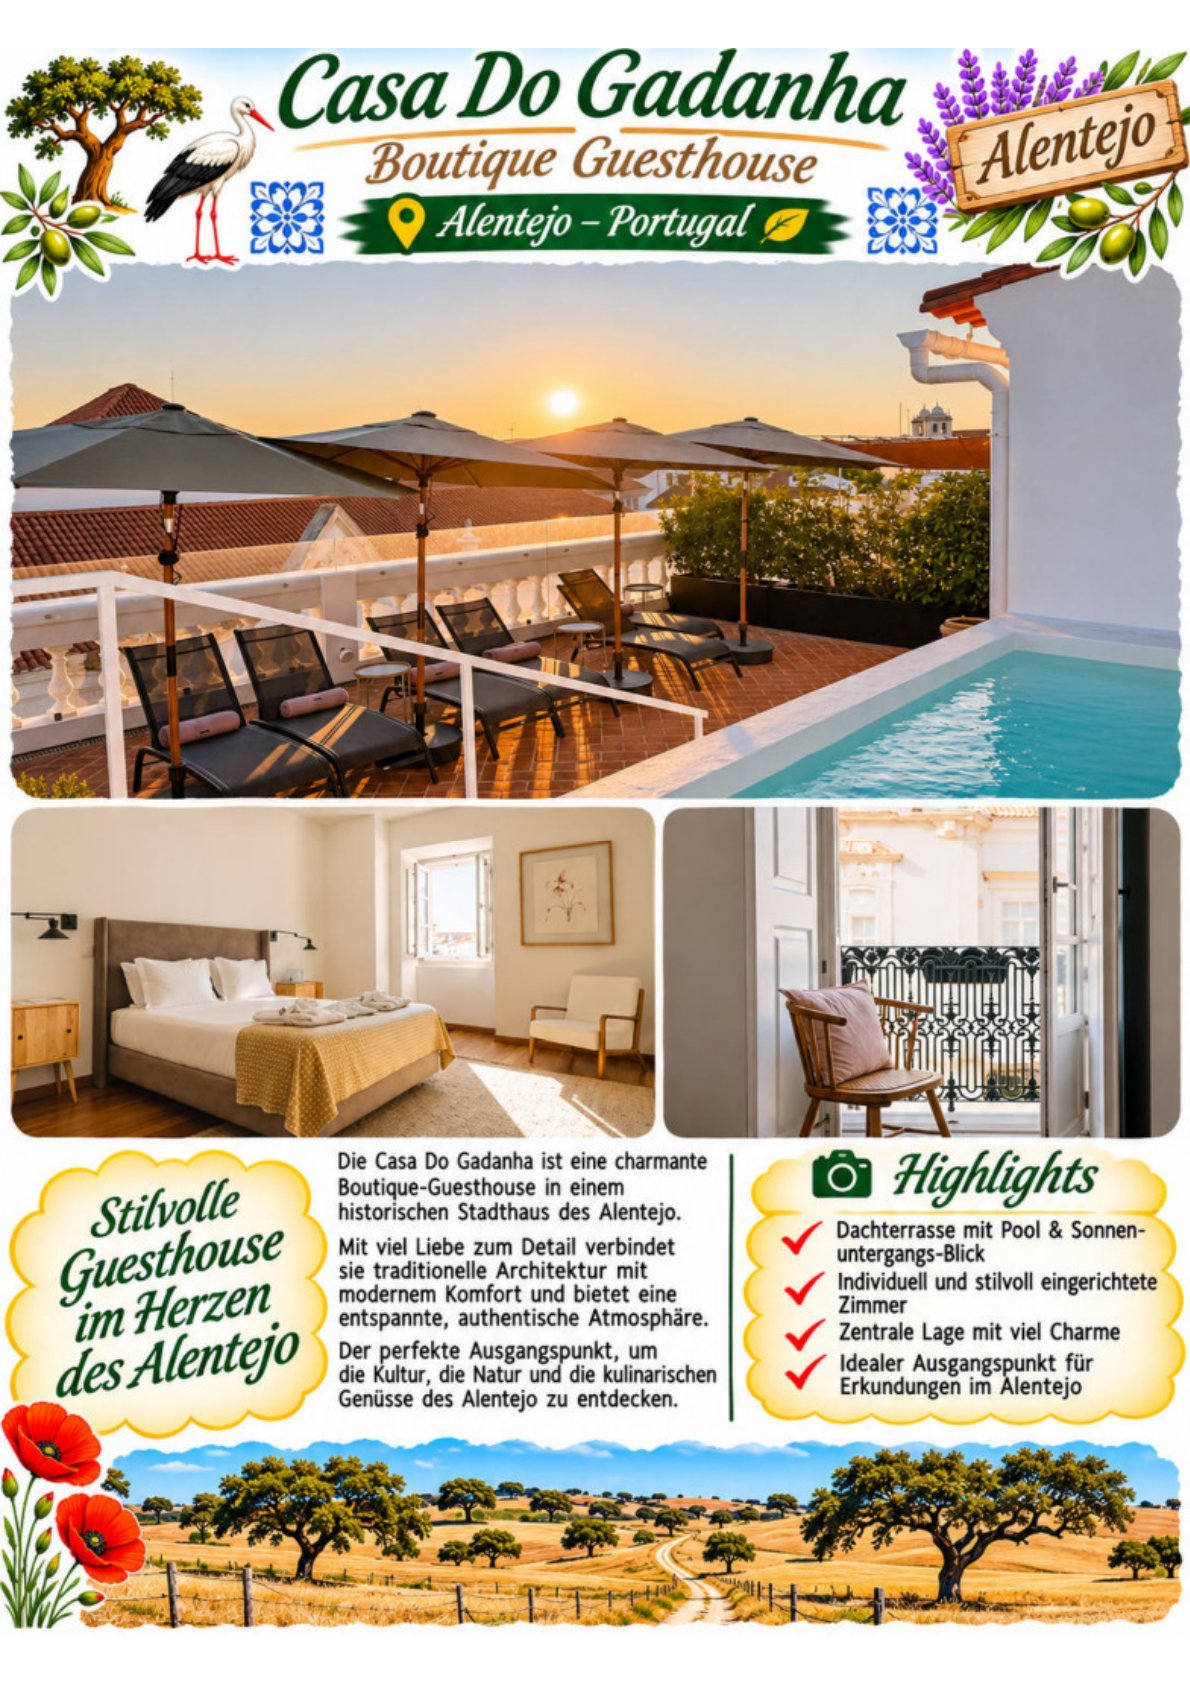 Casa Do Gadanha
Boutique Guesthouse
Alentejo – Portugal
Alentejo
Stilvolle
Guesthouse
im Herzen
des Alentejo
Die Casa Do Gadanha ist eine charmante
Boutique-Guesthouse in einem
historischen Stadthaus des Alentejo.
Mit viel Liebe zum Detail verbindet
sie traditionelle Architektur mit
modernem Komfort und bietet eine
entspannte, authentische Atmosphäre.
Der perfekte Ausgangspunkt, um
die Kultur, die Natur und die kulinarischen
Genüsse des Alentejo zu entdecken.
Highlights
Dachterrasse mit Pool & Sonnen-
untergangs-Blick
Individuell und stilvoll eingerichtete
Zimmer
Zentrale Lage mit viel Charme
Idealer Ausgangspunkt für
Erkundungen im Alentejo